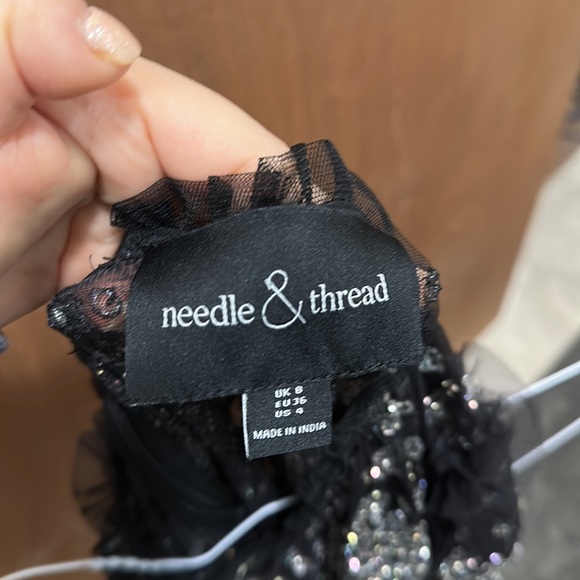 needle & thread
UK 8
EU 36
US 4
MADE IN INDIA